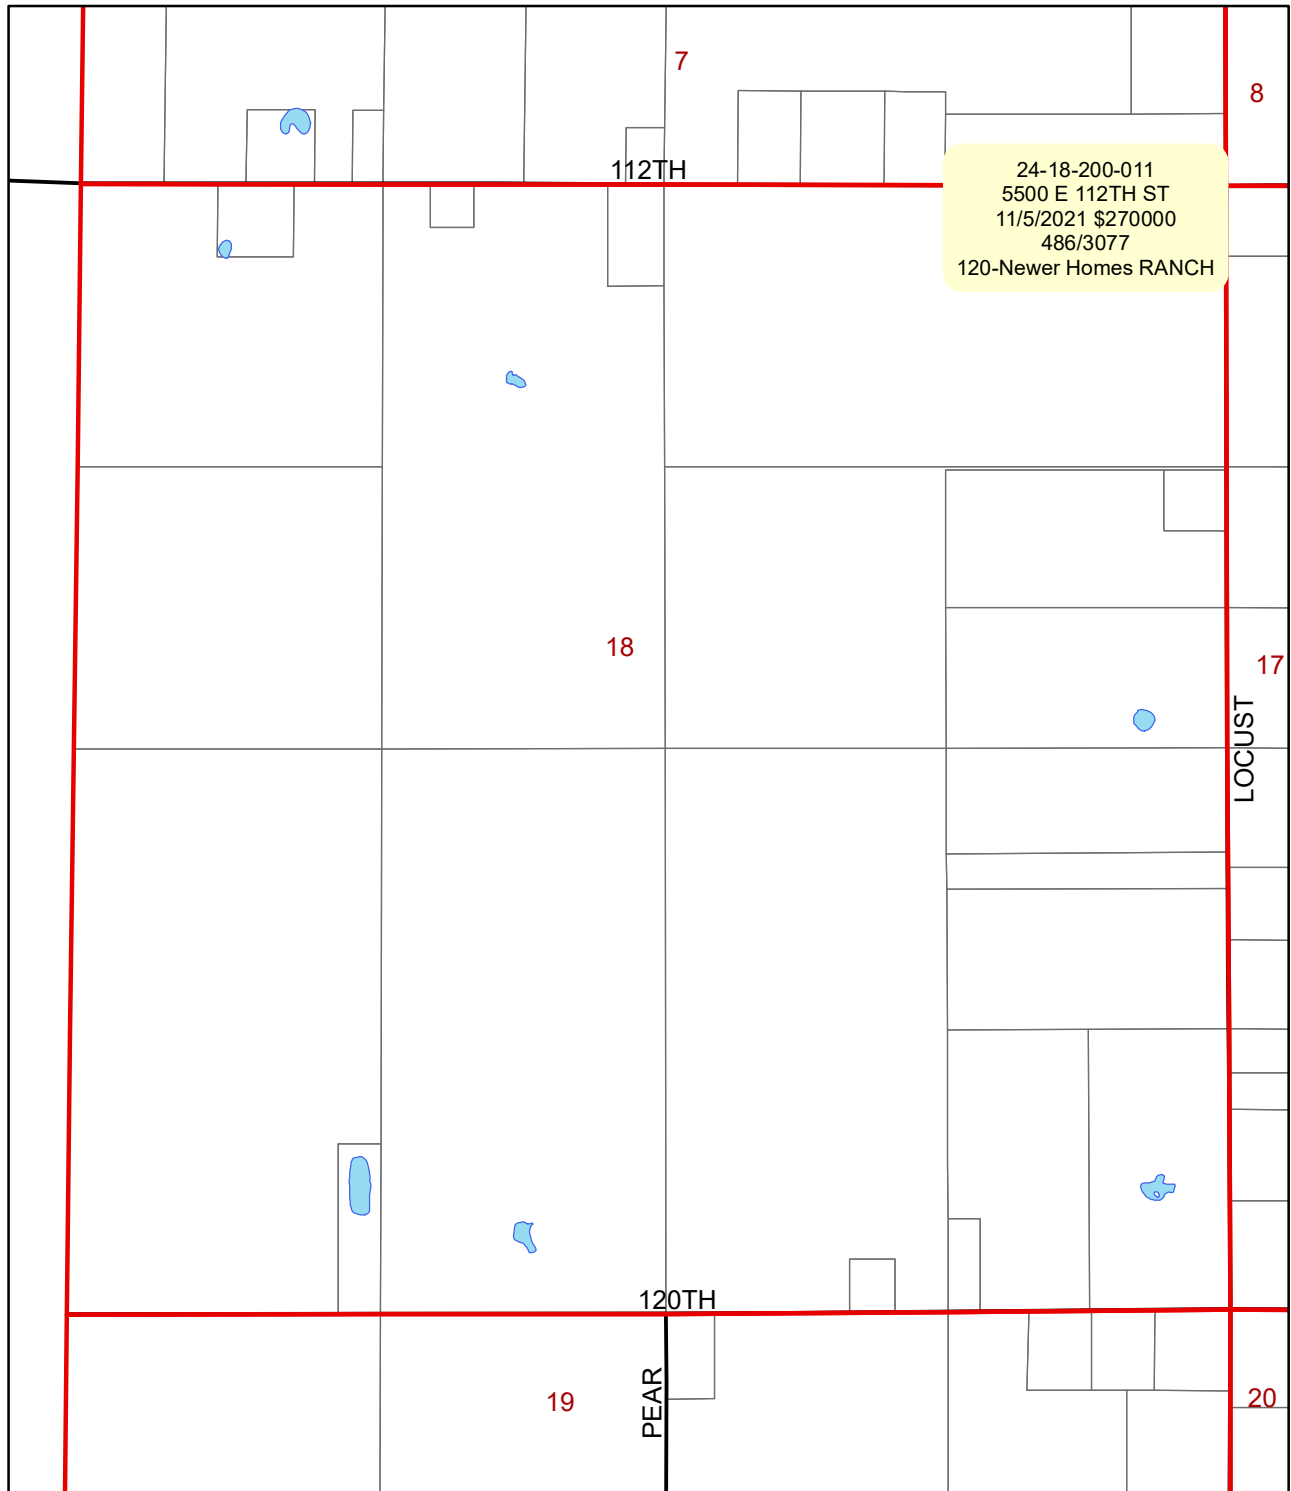 7
8
112TH
24-18-200-011
5500 E 112TH ST
11/5/2021 $270000
486/3077
120-Newer Homes RANCH
18
17
LOCUST
120TH
PEAR
19
20